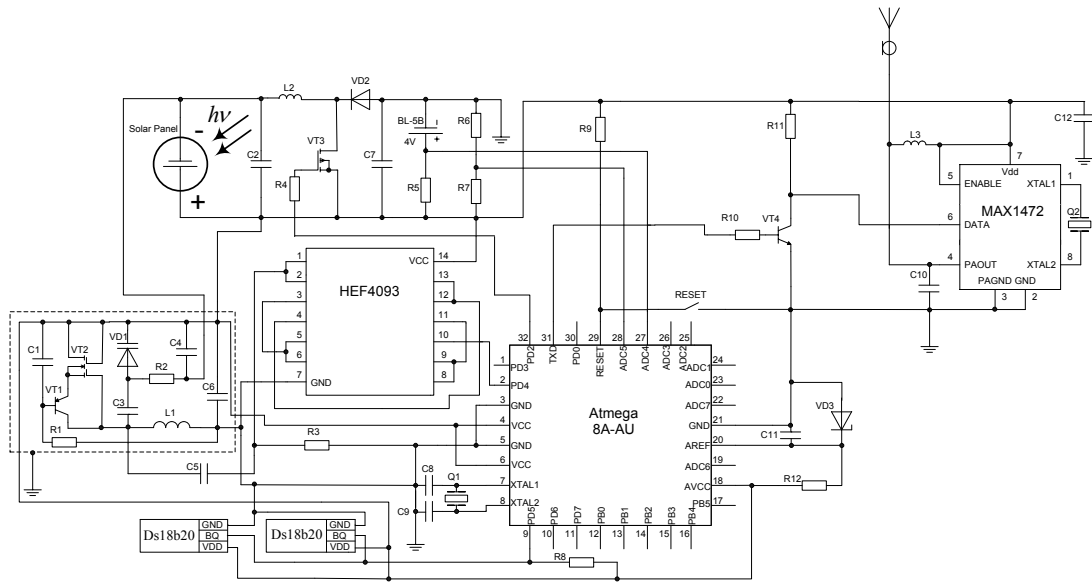 L2
VD2
hν
Solar Panel
-
+
C2
VT3
R4
C7
BL-5B
4V
-
+
R5
R6
R7
R9
R11
L3
C12
7
Vdd
5
ENABLE
XTAL1
1
MAX1472
6
DATA
Q2
4
PAOUT
XTAL2
8
PAGND GND
3
2
C10
R10
VT4
RESET
1
2
3
4
5
6
7
GND
HEF4093
VCC
14
13
12
11
10
9
8
C1
VT2
VD1
C4
R2
C6
VT1
C3
L1
R1
C5
R3
C8
Q1
C9
32
31
30
29
28
27
26
25
PD2
TXD
PD0
RESET
ADC5
ADC4
ADC3
ADC2
1
PD3
2
PD4
3
GND
4
VCC
5
GND
6
VCC
7
XTAL1
8
XTAL2
Atmega
8A-AU
ADC1
24
ADC0
23
ADC7
22
GND
21
AREF
20
ADC6
19
AVCC
18
PB5
17
PD5
PD6
PD7
PB0
PB1
PB2
PB3
PB4
9
10
11
12
13
14
15
16
C11
VD3
R12
R8
Ds18b20
GND
BQ
VDD
Ds18b20
GND
BQ
VDD